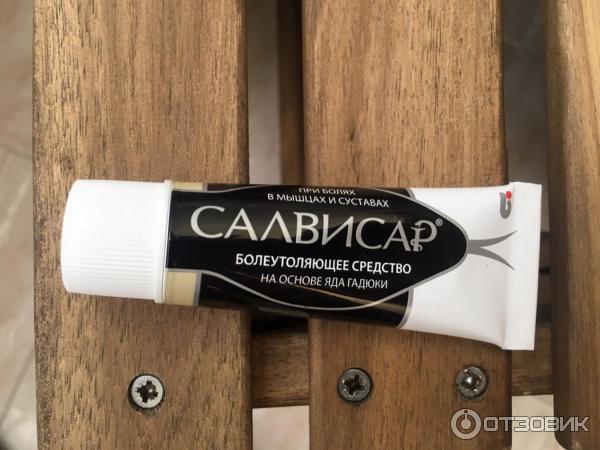 ПРИ БОЛЯХ
В МЫШЦАХ И СУСТАВАХ
САЛВИСАР®
БОЛЕУТОЛЯЮЩЕЕ СРЕДСТВО
НА ОСНОВЕ ЯДА ГАДЮКИ
ОТЗОВИК